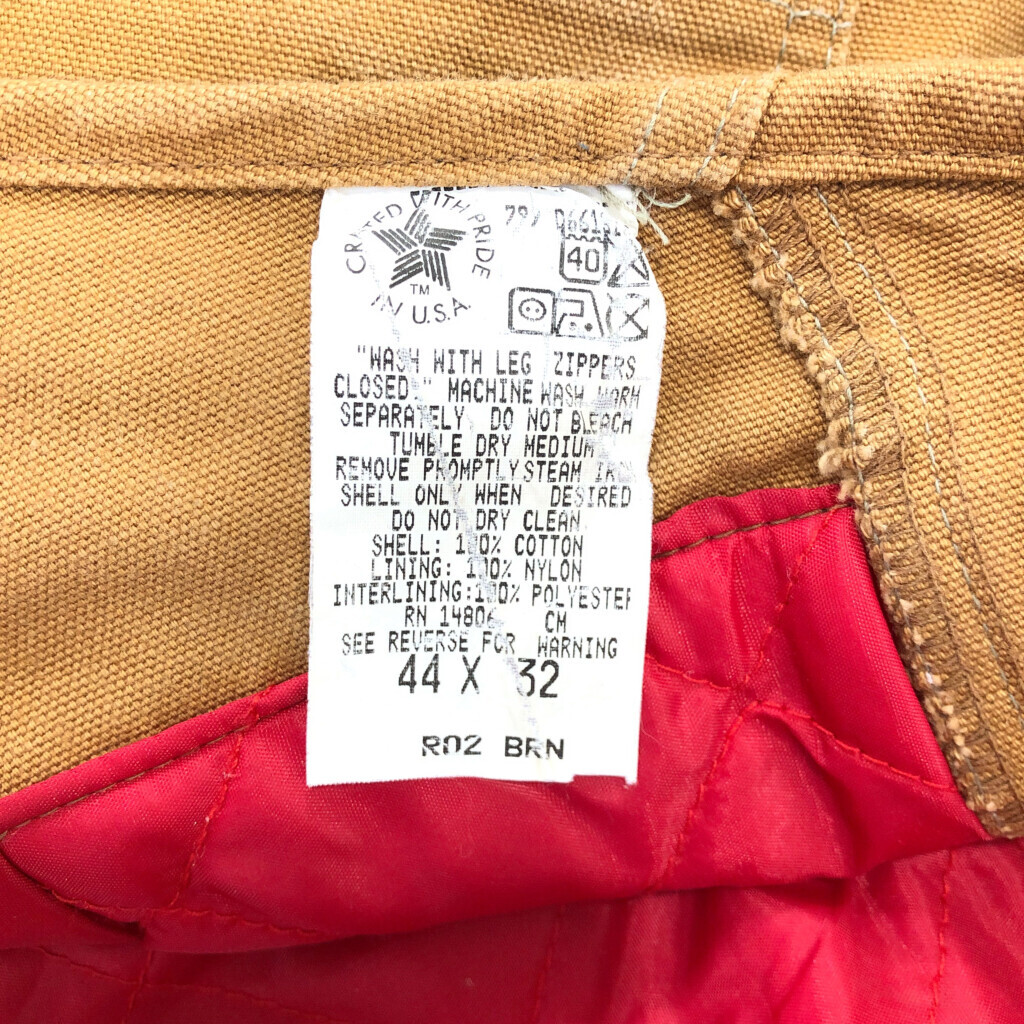 CRAFTED WITH PRIDE
TM
IN U.S.A.
40
"WASH WITH LEG ZIPPERS
CLOSED." MACHINE WASH WARM
SEPARATELY DO NOT BLEACH
TUMBLE DRY MEDIUM
REMOVE PROMPTLY STEAM IRON
SHELL ONLY WHEN DESIRED
DO NOT DRY CLEAN
SHELL: 100% COTTON
LINING: 100% NYLON
INTERLINING: 100% POLYESTER
RN 14806 CM
SEE REVERSE FOR WARNING
44 X 32
R02 BRN